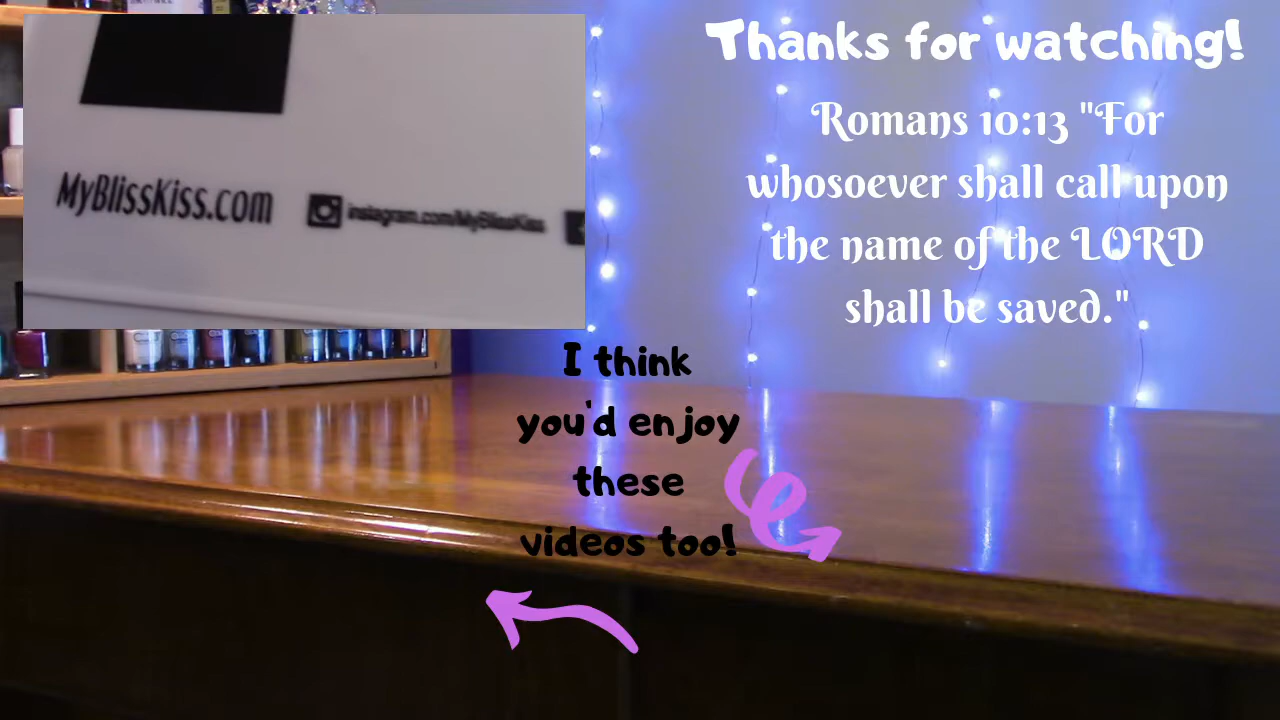 Thanks for watching!
Romans 10:13 "For
whosoever shall call upon
the name of the LORD
shall be saved."
MyBlissKiss.com
instagram.com/MyBlissKiss
I think
you'd enjoy
these
videos too!